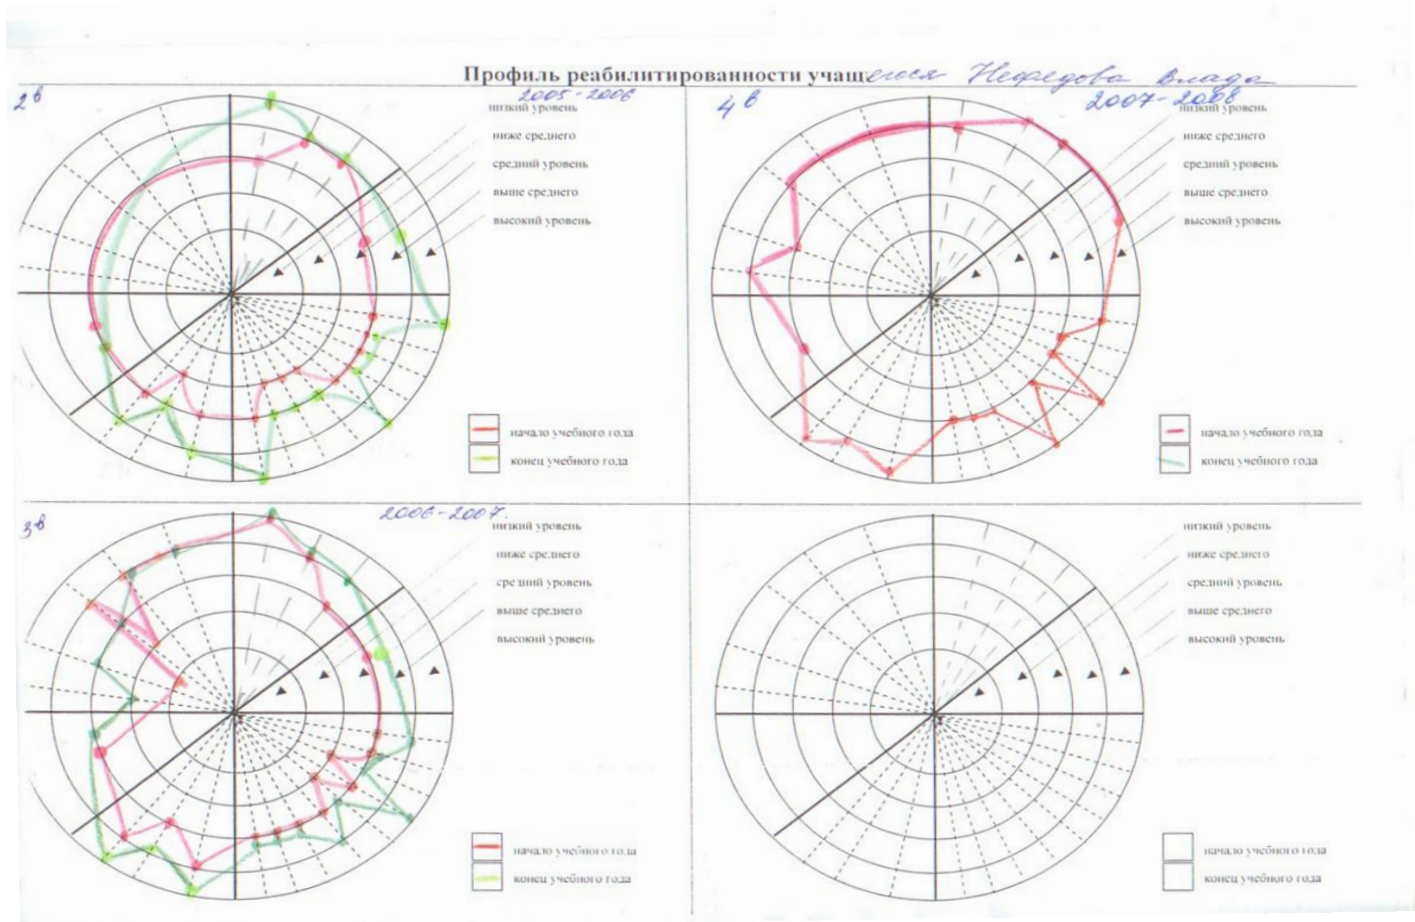 Профиль реабилитированности учащегося Нефедова Влада
2в
2005-2006
низкий уровень
ниже среднего
средний уровень
выше среднего
высокий уровень
начало учебного года
конец учебного года
4в
2007-2008
низкий уровень
ниже среднего
средний уровень
выше среднего
высокий уровень
начало учебного года
конец учебного года
3в
2006-2007.
низкий уровень
ниже среднего
средний уровень
выше среднего
высокий уровень
начало учебного года
конец учебного года
низкий уровень
ниже среднего
средний уровень
выше среднего
высокий уровень
начало учебного года
конец учебного года